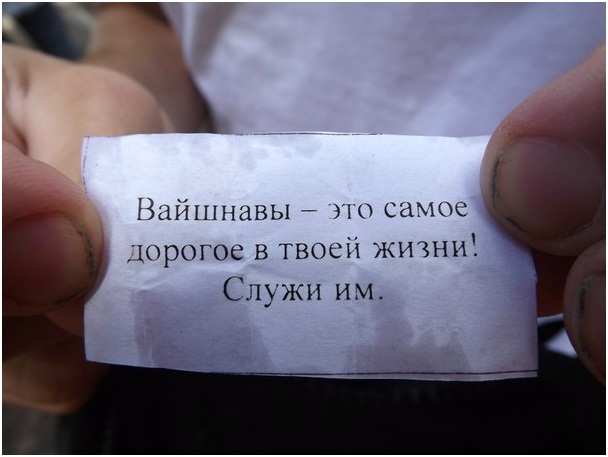 Вайшнавы – это самое
дорогое в твоей жизни!
Служи им.